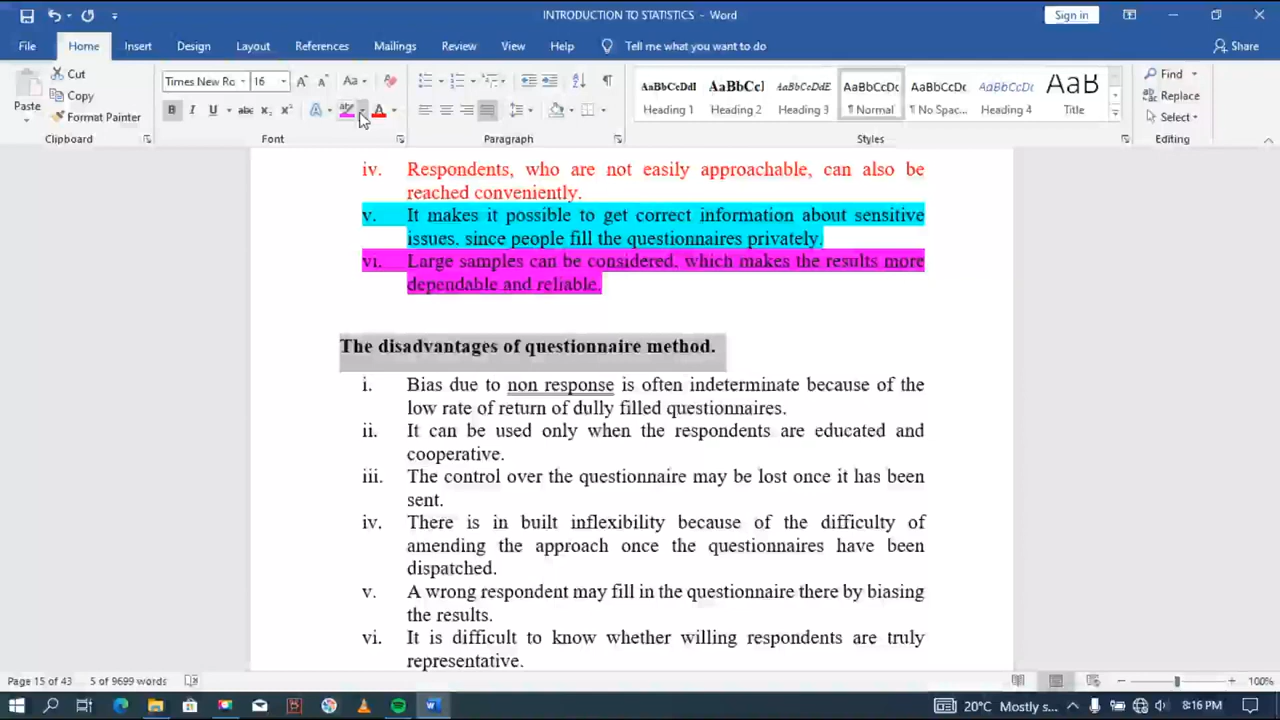 INTRODUCTION TO STATISTICS - Word
Sign in
File Home Insert Design Layout References Mailings Review View Help Tell me what you want to do Share
Paste
Cut
Copy
Format Painter
Clipboard
Times New Ro 16 Aa
B I U abc x₂ x² A aby A
Font
Paragraph
AaBbCcDdI AaBbCcI AaBbCcDdE AaBbCcDc AaBbCcDc AaBbCcDc AaB
Heading 1 Heading 2 Heading 3 ¶ Normal ¶ No Spac... Heading 4 Title
Styles
Find
Replace
Select
Editing
iv. Respondents, who are not easily approachable, can also be
reached conveniently.
v. It makes it possible to get correct information about sensitive
issues. since people fill the questionnaires privately.
vi. Large samples can be considered, which makes the results more
dependable and reliable.
The disadvantages of questionnaire method.
i. Bias due to non response is often indeterminate because of the
low rate of return of dully filled questionnaires.
ii. It can be used only when the respondents are educated and
cooperative.
iii. The control over the questionnaire may be lost once it has been
sent.
iv. There is in built inflexibility because of the difficulty of
amending the approach once the questionnaires have been
dispatched.
v. A wrong respondent may fill in the questionnaire there by biasing
the results.
vi. It is difficult to know whether willing respondents are truly
representative.
Page 15 of 43 5 of 9699 words 100%
20°C Mostly s... 8:16 PM